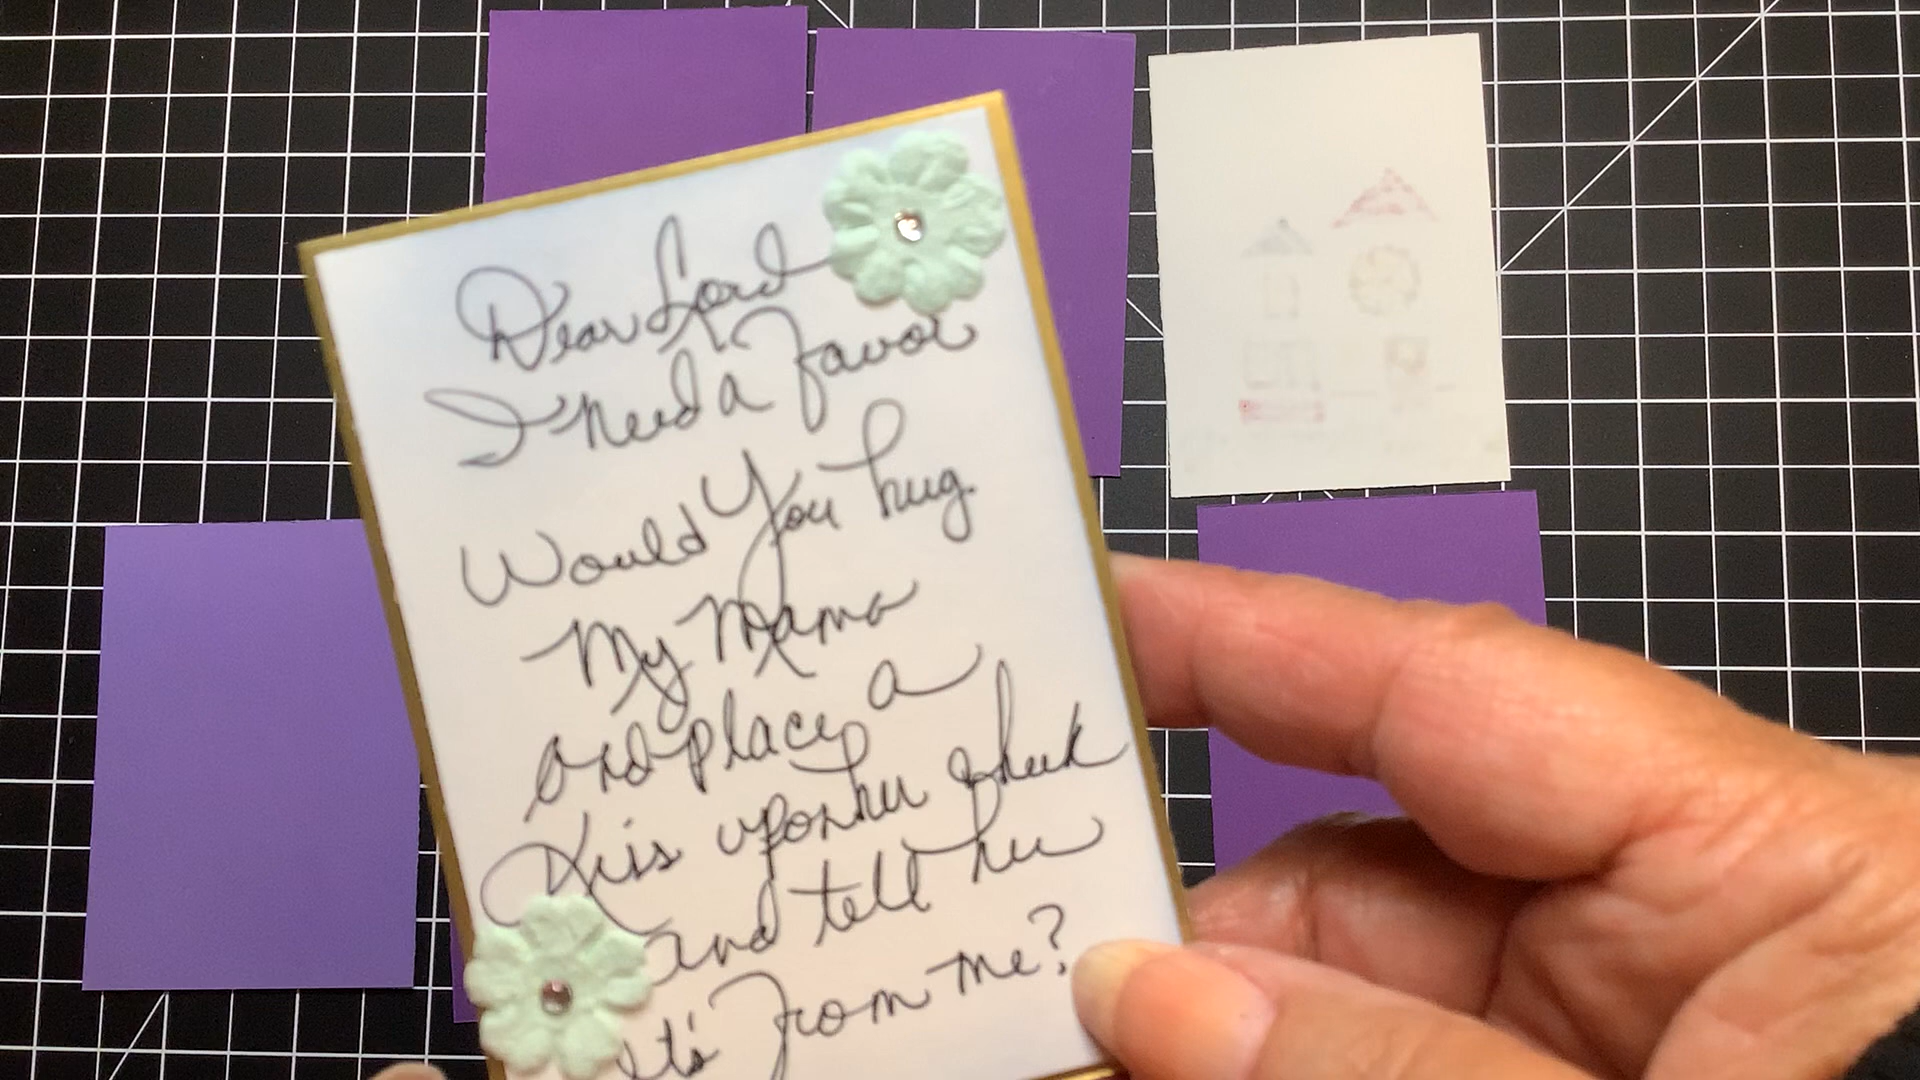 Dear Lord
I need a favor
Would You hug
My Mama
and place a
Kiss upon her cheek
and tell her
it's from me?